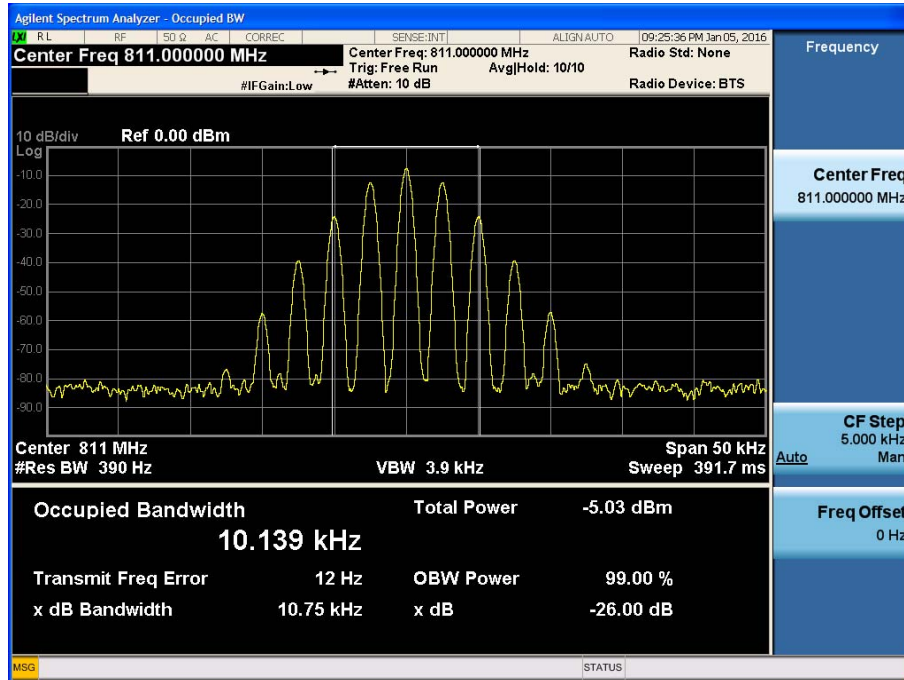 Agilent Spectrum Analyzer - Occupied BW
LXI RL RF 50 Ω AC CORREC SENSE:INT ALIGNAUTO 09:25:36 PM Jan 05, 2016
Center Freq 811.000000 MHz
#IFGain:Low
Center Freq: 811.000000 MHz
Trig: Free Run Avg|Hold: 10/10
#Atten: 10 dB
Radio Std: None
Radio Device: BTS
10 dB/div Ref 0.00 dBm
Log
-10.0
-20.0
-30.0
-40.0
-50.0
-60.0
-70.0
-80.0
-90.0
Center 811 MHz Span 50 kHz
#Res BW 390 Hz VBW 3.9 kHz Sweep 391.7 ms
Occupied Bandwidth Total Power -5.03 dBm
10.139 kHz
Transmit Freq Error 12 Hz OBW Power 99.00 %
x dB Bandwidth 10.75 kHz x dB -26.00 dB
MSG STATUS
Frequency
Center Freq
811.000000 MHz
CF Step
5.000 kHz
Auto Man
Freq Offset
0 Hz